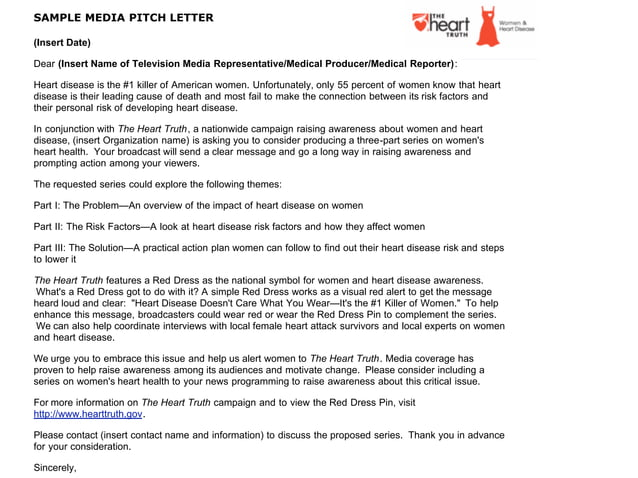 SAMPLE MEDIA PITCH LETTER
THE
heart
TRUTH
Women &
Heart Disease
(Insert Date)
Dear (Insert Name of Television Media Representative/Medical Producer/Medical Reporter):
Heart disease is the #1 killer of American women. Unfortunately, only 55 percent of women know that heart
disease is their leading cause of death and most fail to make the connection between its risk factors and
their personal risk of developing heart disease.
In conjunction with The Heart Truth, a nationwide campaign raising awareness about women and heart
disease, (insert Organization name) is asking you to consider producing a three-part series on women's
heart health. Your broadcast will send a clear message and go a long way in raising awareness and
prompting action among your viewers.
The requested series could explore the following themes:
Part I: The Problem—An overview of the impact of heart disease on women
Part II: The Risk Factors—A look at heart disease risk factors and how they affect women
Part III: The Solution—A practical action plan women can follow to find out their heart disease risk and steps
to lower it
The Heart Truth features a Red Dress as the national symbol for women and heart disease awareness.
What's a Red Dress got to do with it? A simple Red Dress works as a visual red alert to get the message
heard loud and clear: "Heart Disease Doesn't Care What You Wear—It's the #1 Killer of Women." To help
enhance this message, broadcasters could wear red or wear the Red Dress Pin to complement the series.
We can also help coordinate interviews with local female heart attack survivors and local experts on women
and heart disease.
We urge you to embrace this issue and help us alert women to The Heart Truth. Media coverage has
proven to help raise awareness among its audiences and motivate change. Please consider including a
series on women's heart health to your news programming to raise awareness about this critical issue.
For more information on The Heart Truth campaign and to view the Red Dress Pin, visit
http://www.hearttruth.gov.
Please contact (insert contact name and information) to discuss the proposed series. Thank you in advance
for your consideration.
Sincerely,